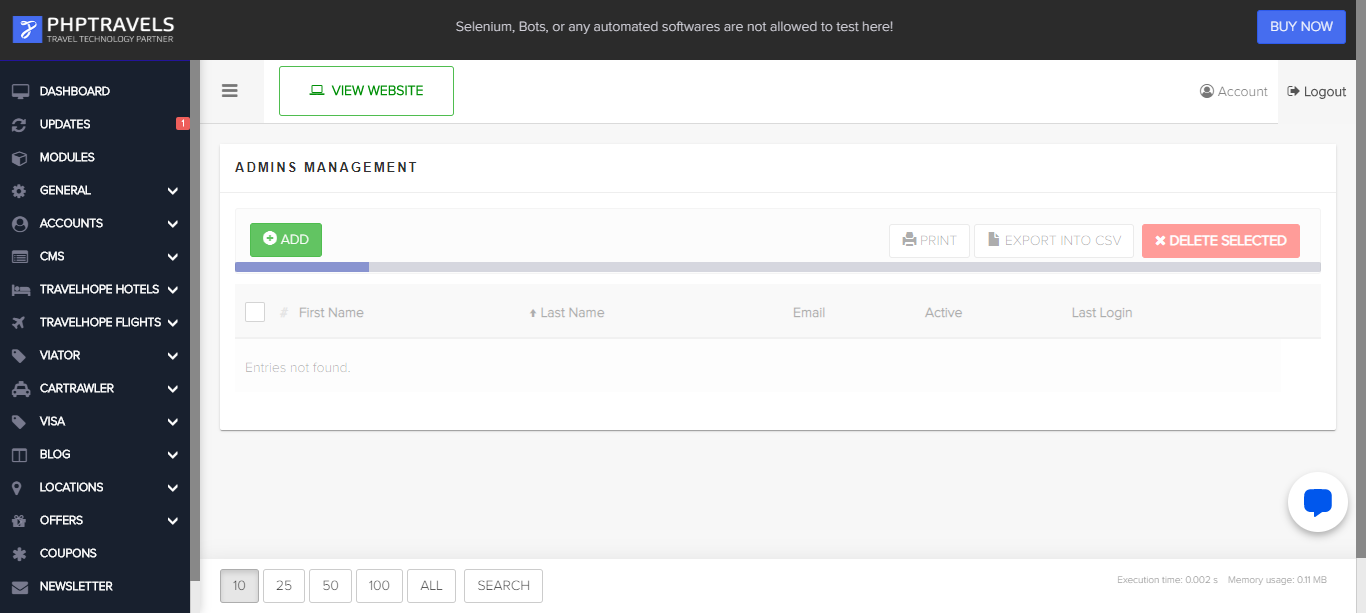 PHPTRAVELS
TRAVEL TECHNOLOGY PARTNER
Selenium, Bots, or any automated softwares are not allowed to test here!
BUY NOW
DASHBOARD
UPDATES 1
MODULES
GENERAL
ACCOUNTS
CMS
TRAVELHOPE HOTELS
TRAVELHOPE FLIGHTS
VIATOR
CARTRAWLER
VISA
BLOG
LOCATIONS
OFFERS
COUPONS
NEWSLETTER
VIEW WEBSITE
Account
Logout
ADMINS MANAGEMENT
ADD
PRINT
EXPORT INTO CSV
DELETE SELECTED
# First Name Last Name Email Active Last Login
Entries not found.
10 25 50 100 ALL SEARCH
Execution time: 0.002 s Memory usage: 0.11 MB